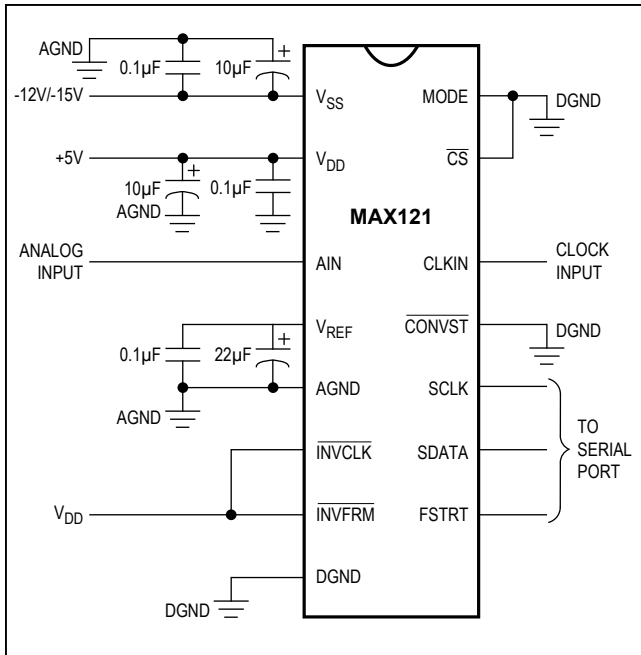 AGND
0.1µF
10µF
+
-12V/-15V
VSS
MODE
DGND
+5V
VDD
CS
10µF
+
0.1µF
AGND
MAX121
ANALOG
INPUT
AIN
CLKIN
CLOCK
INPUT
VREF
CONVST
DGND
0.1µF
22µF
+
AGND
SCLK
AGND
TO
SERIAL
PORT
INVCLK
SDATA
VDD
INVFRM
FSTRT
DGND
DGND